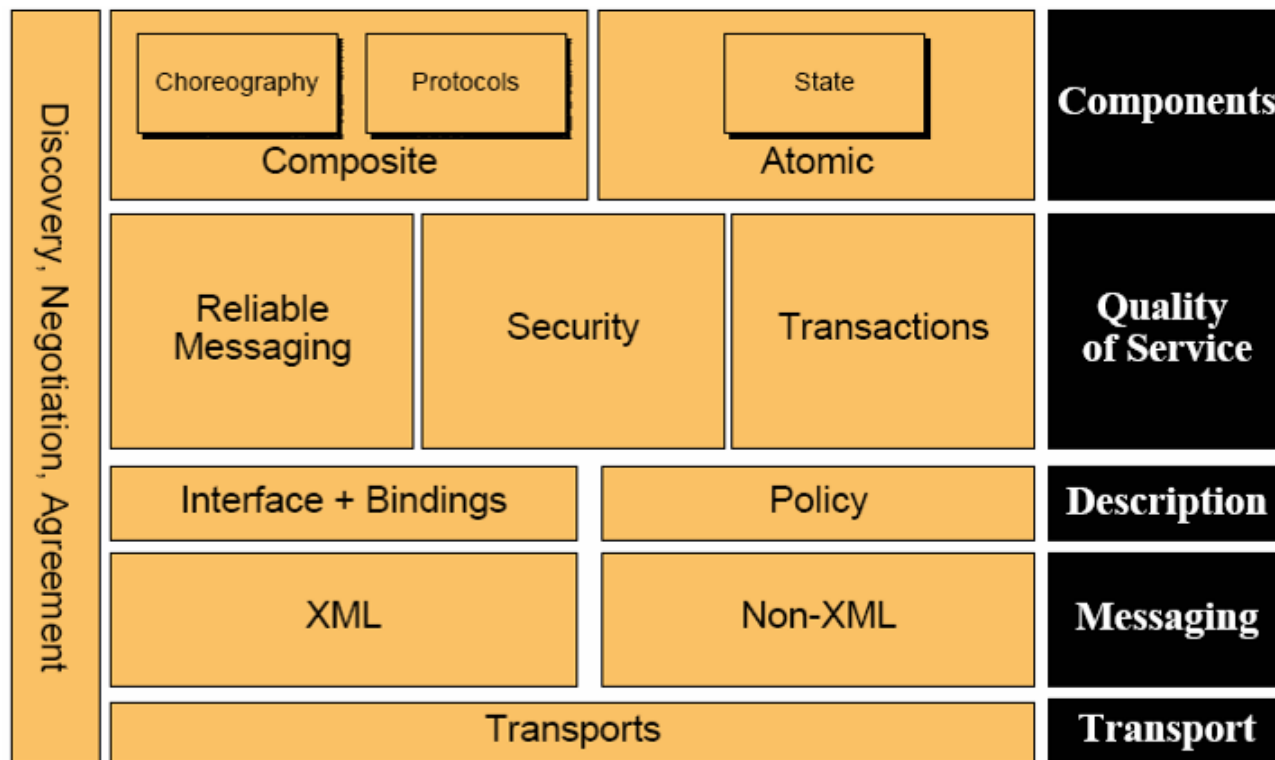 Discovery, Negotiation, Agreement
Choreography
Protocols
Composite
State
Atomic
Components
Reliable
Messaging
Security
Transactions
Quality
of Service
Interface + Bindings
Policy
Description
XML
Non-XML
Messaging
Transports
Transport